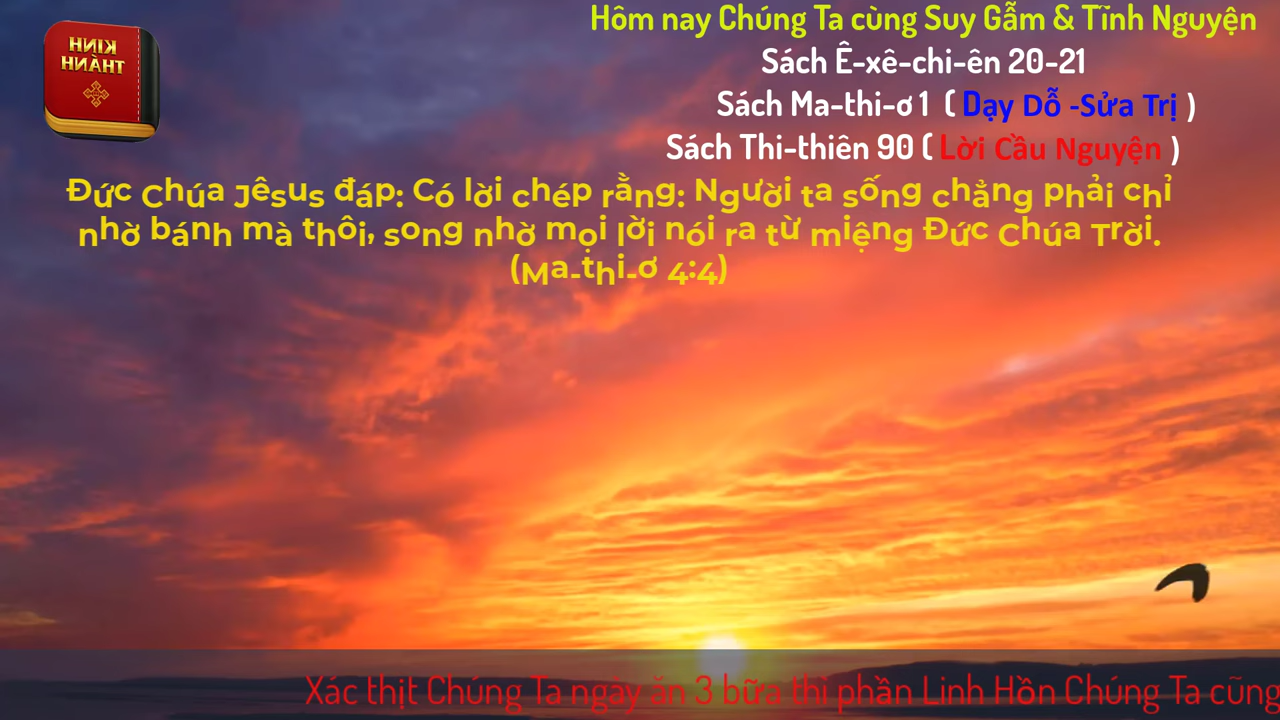 KINH
THÁNH
Hôm nay Chúng Ta cùng Suy Gẫm & Tĩnh Nguyện
Sách Ê-xê-chi-ên 20-21
Sách Ma-thi-ơ 1 ( Dạy Dỗ -Sửa Trị )
Sách Thi-thiên 90 ( Lời Cầu Nguyện )
Đức Chúa Jêsus đáp: Có lời chép rằng: Người ta sống chẳng phải chỉ
nhờ bánh mà thôi, song nhờ mọi lời nói ra từ miệng Đức Chúa Trời.
(Ma-thi-ơ 4:4)
Xác thịt Chúng Ta ngày ăn 3 bữa thì phần Linh Hồn Chúng Ta cũng